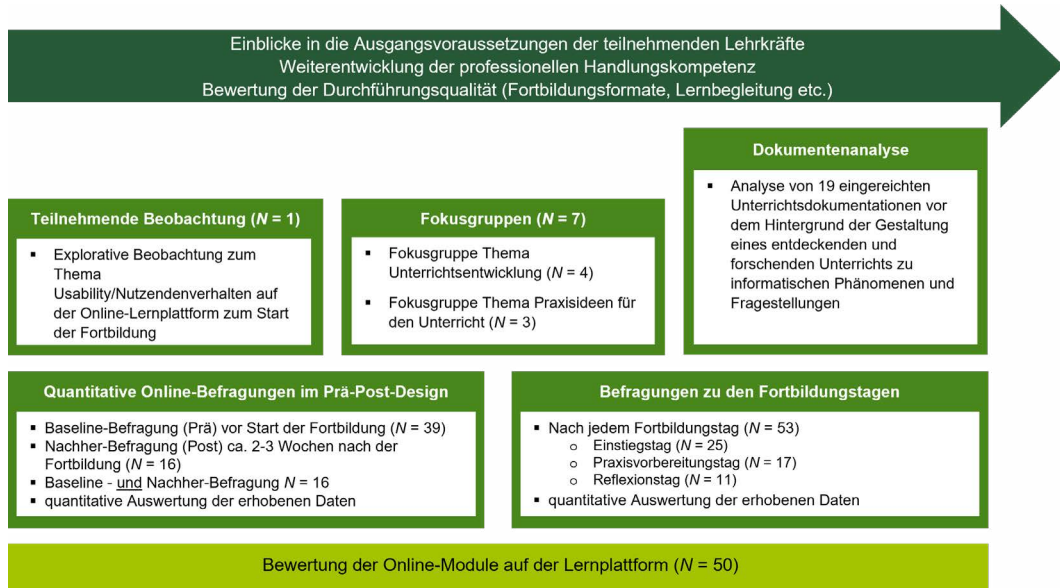 Einblicke in die Ausgangsvoraussetzungen der teilnehmenden Lehrkräfte
Weiterentwicklung der professionellen Handlungskompetenz
Bewertung der Durchführungsqualität (Fortbildungsformate, Lernbegleitung etc.)
Teilnehmende Beobachtung (N = 1)
▪ Explorative Beobachtung zum
Thema
Usability/Nutzendenverhalten auf
der Online-Lernplattform zum Start
der Fortbildung
Fokusgruppen (N = 7)
▪ Fokusgruppe Thema
Unterrichtsentwicklung (N = 4)
▪ Fokusgruppe Thema Praxisideen für
den Unterricht (N = 3)
Dokumentenanalyse
▪ Analyse von 19 eingereichten
Unterrichtsdokumentationen vor
dem Hintergrund der Gestaltung
eines entdeckenden und
forschenden Unterrichts zu
informatischen Phänomenen und
Fragestellungen
Quantitative Online-Befragungen im Prä-Post-Design
▪ Baseline-Befragung (Prä) vor Start der Fortbildung (N = 39)
▪ Nachher-Befragung (Post) ca. 2-3 Wochen nach der
Fortbildung (N = 16)
▪ Baseline - und Nachher-Befragung N = 16
▪ quantitative Auswertung der erhobenen Daten
Befragungen zu den Fortbildungstagen
▪ Nach jedem Fortbildungstag (N = 53)
o Einstiegstag (N = 25)
o Praxisvorbereitungstag (N = 17)
o Reflexionstag (N = 11)
▪ quantitative Auswertung der erhobenen Daten
Bewertung der Online-Module auf der Lernplattform (N = 50)